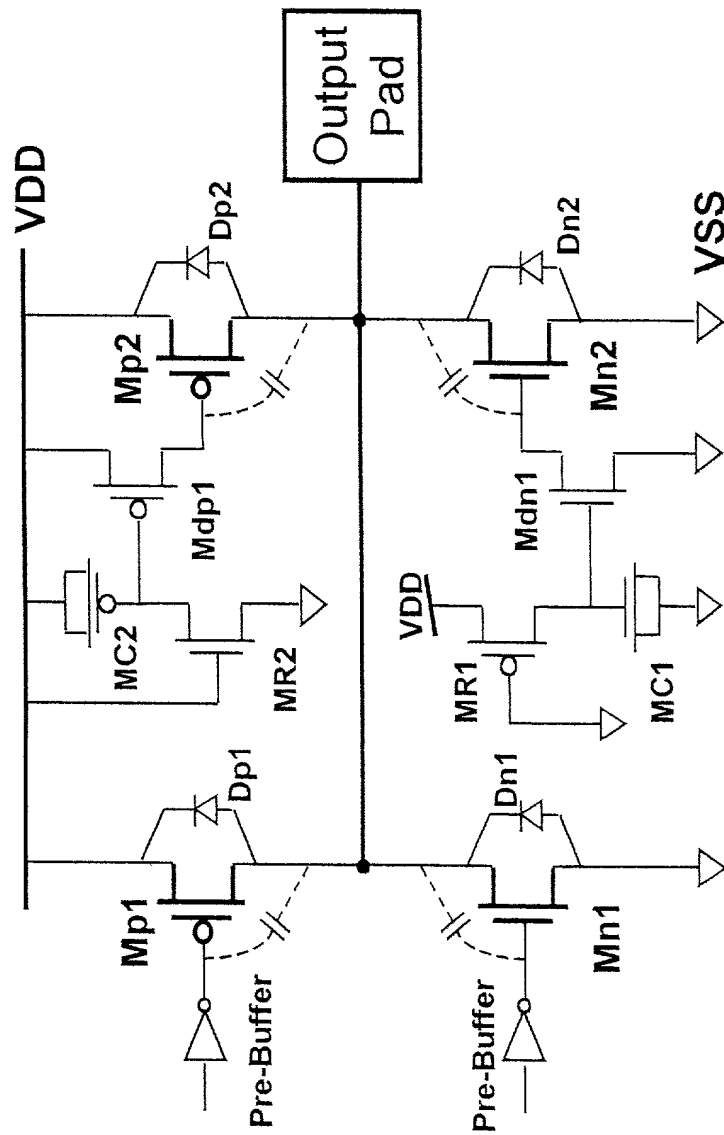 VDD
Mp1
Dp1
MC2
MR2
Mdp1
Mp2
Dp2
Pre-Buffer
Output
Pad
Pre-Buffer
Mn1
Dn1
VDD
MR1
MC1
Mdn1
Mn2
Dn2
VSS